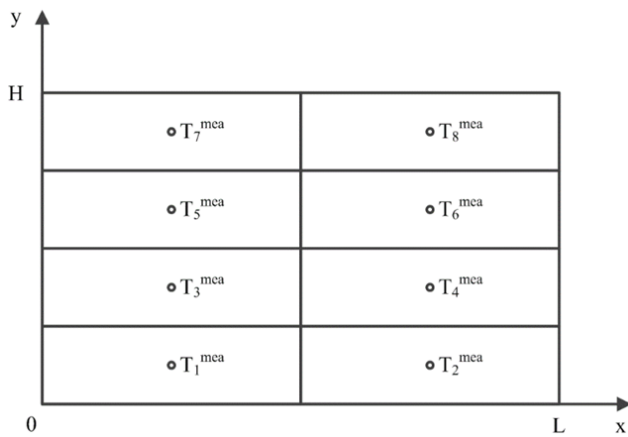 y
H
T₇ᵐᵉᵃ T₈ᵐᵉᵃ
T₅ᵐᵉᵃ T₆ᵐᵉᵃ
T₃ᵐᵉᵃ T₄ᵐᵉᵃ
T₁ᵐᵉᵃ T₂ᵐᵉᵃ
0 L x